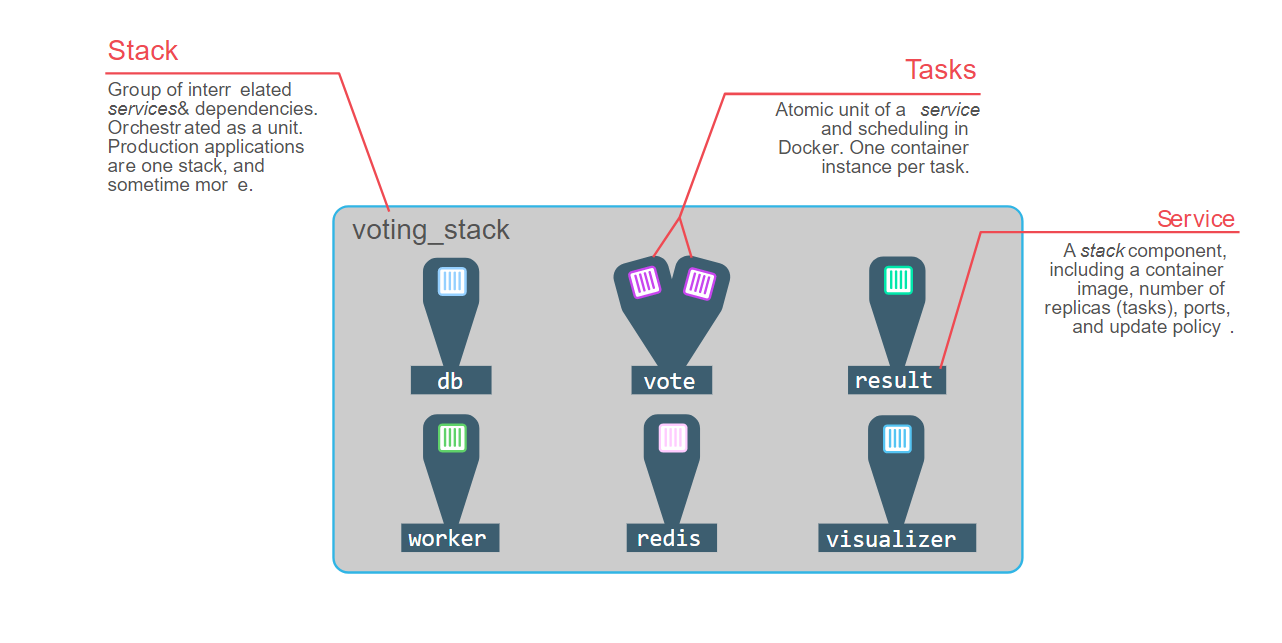 Stack
Group of interr elated
services& dependencies.
Orchestrated as a unit.
Production applications
are one stack, and
sometime mor e.
Tasks
Atomic unit of a service
and scheduling in
Docker. One container
instance per task.
Service
A stack component,
including a container
image, number of
replicas (tasks), ports,
and update policy .
voting_stack
db
vote
result
worker
redis
visualizer